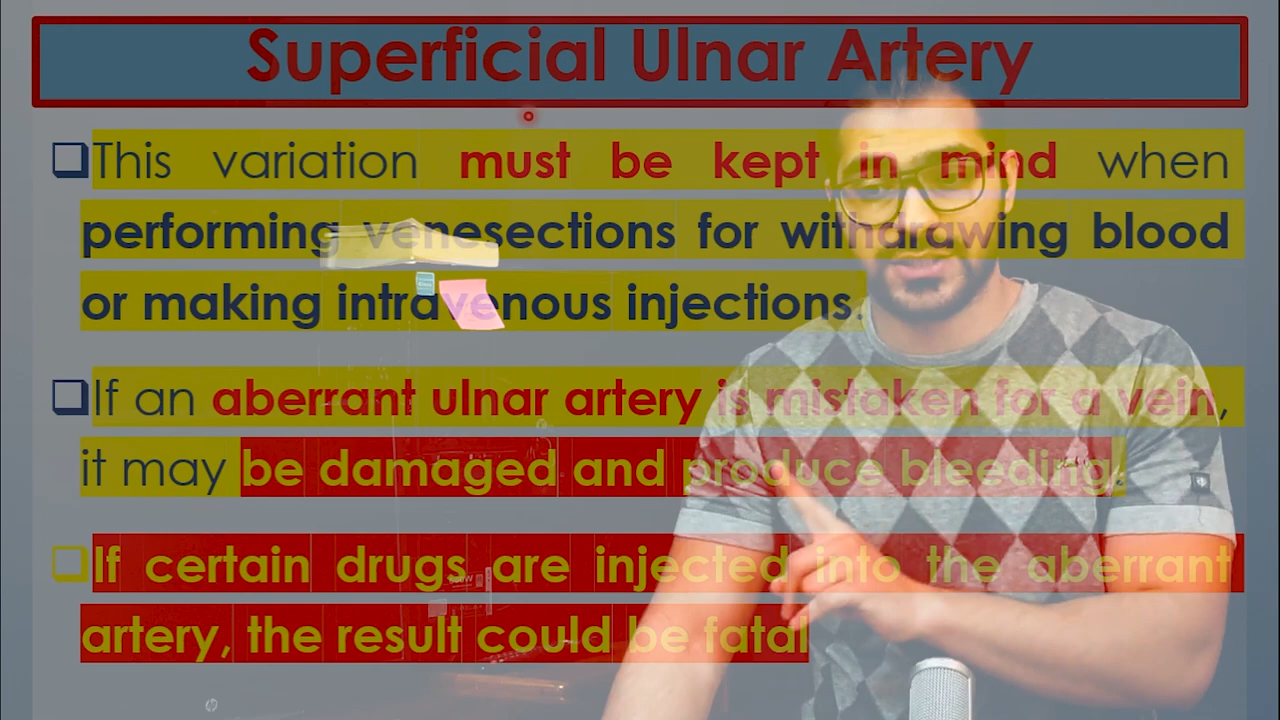 Superficial Ulnar Artery
❑This variation must be kept in mind when
performing venesections for withdrawing blood
or making intravenous injections.
❑If an aberrant ulnar artery is mistaken for a vein,
it may be damaged and produce bleeding.
❑If certain drugs are injected into the aberrant
artery, the result could be fatal
hp